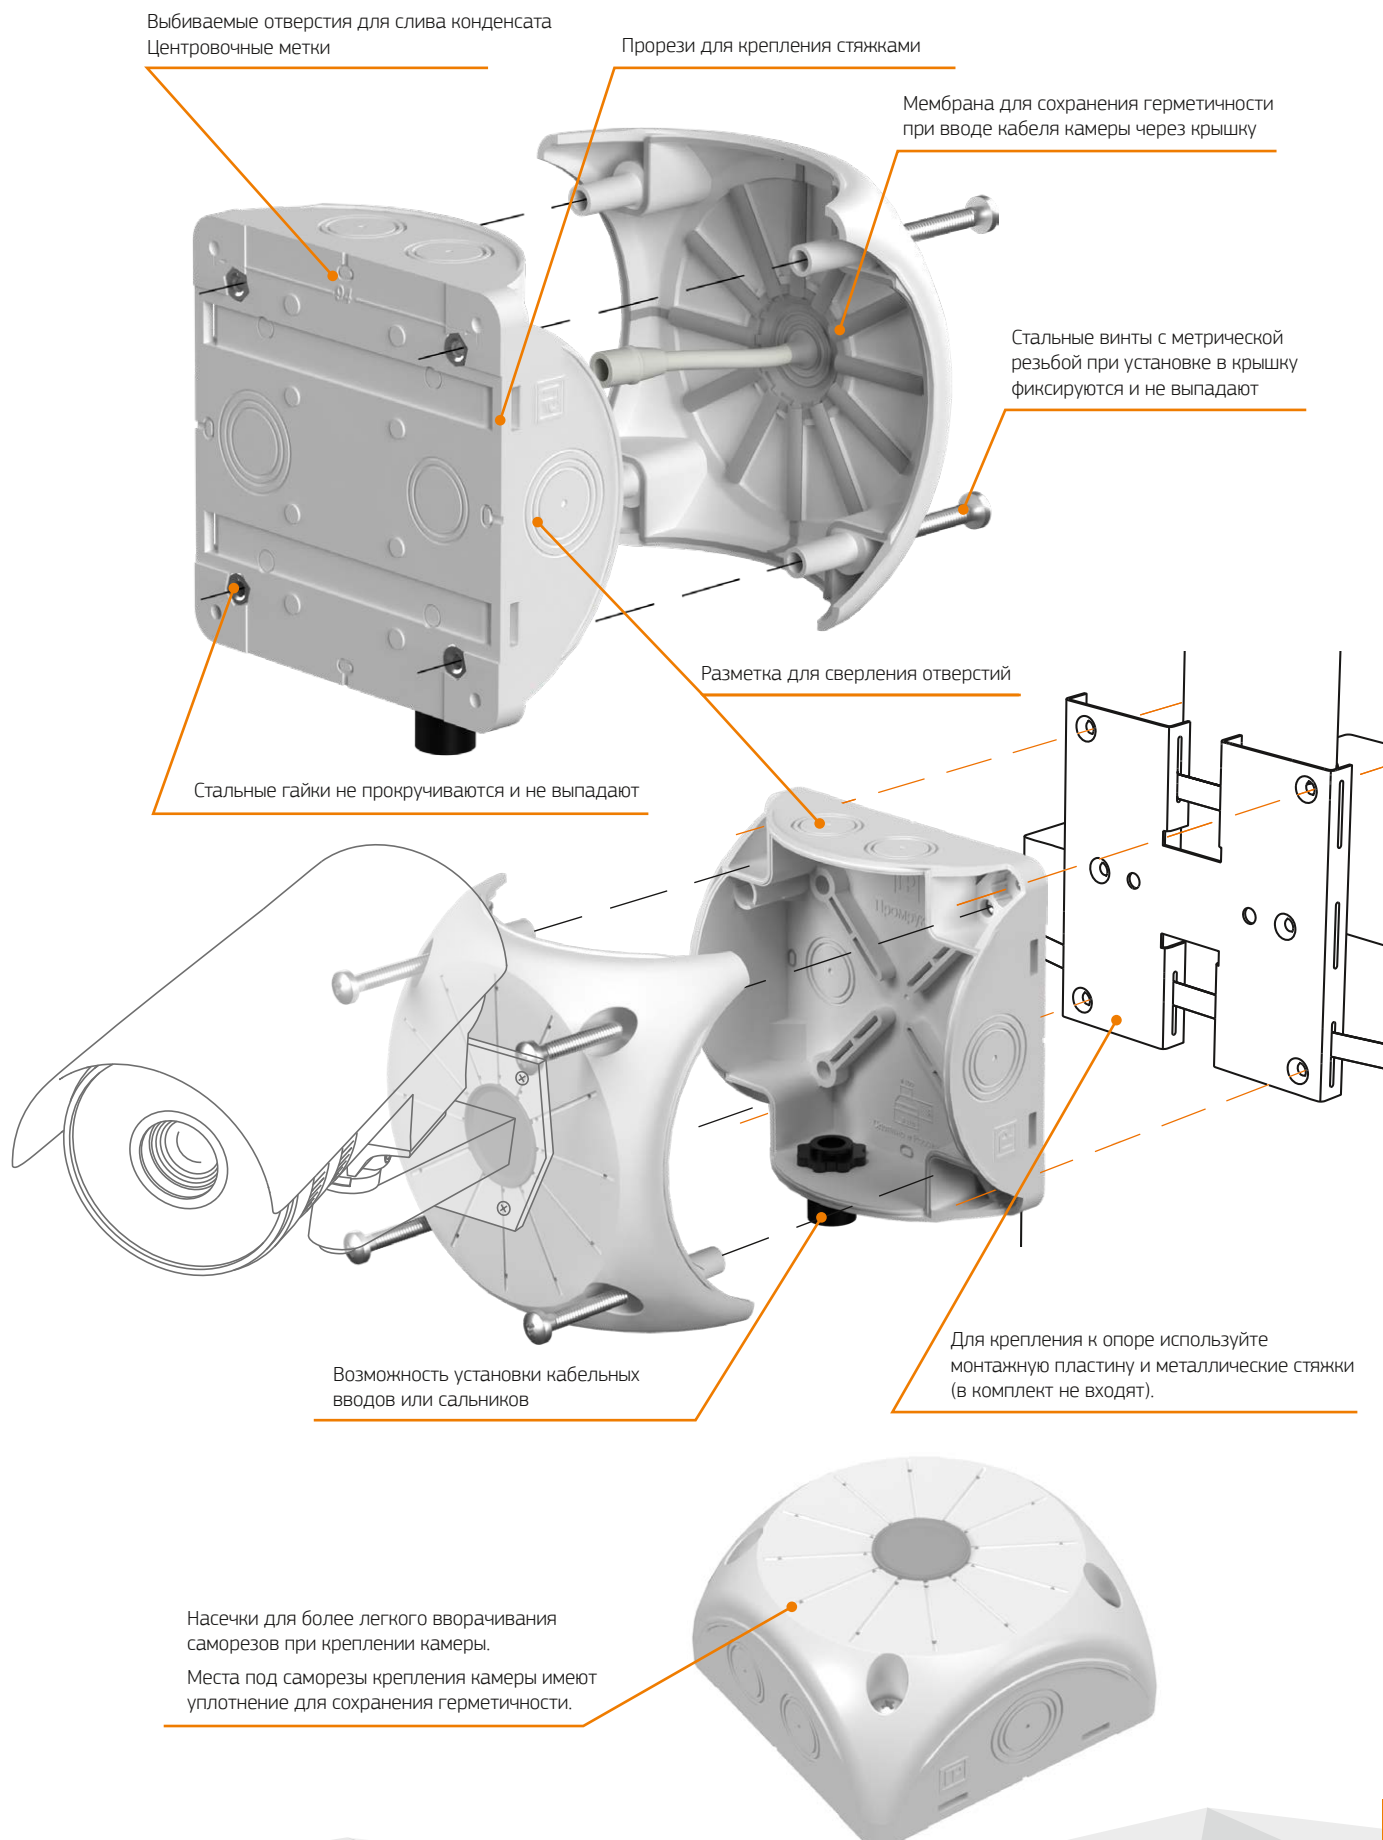 Выбиваемые отверстия для слива конденсата
Центровочные метки
Прорези для крепления стяжками
Мембрана для сохранения герметичности
при вводе кабеля камеры через крышку
Стальные винты с метрической
резьбой при установке в крышку
фиксируются и не выпадают
94
Разметка для сверления отверстий
Стальные гайки не прокручиваются и не выпадают
Для крепления к опоре используйте
монтажную пластину и металлические стяжки
(в комплект не входят).
Возможность установки кабельных
вводов или сальников
Насечки для более легкого вворачивания
саморезов при креплении камеры.
Места под саморезы крепления камеры имеют
уплотнение для сохранения герметичности.